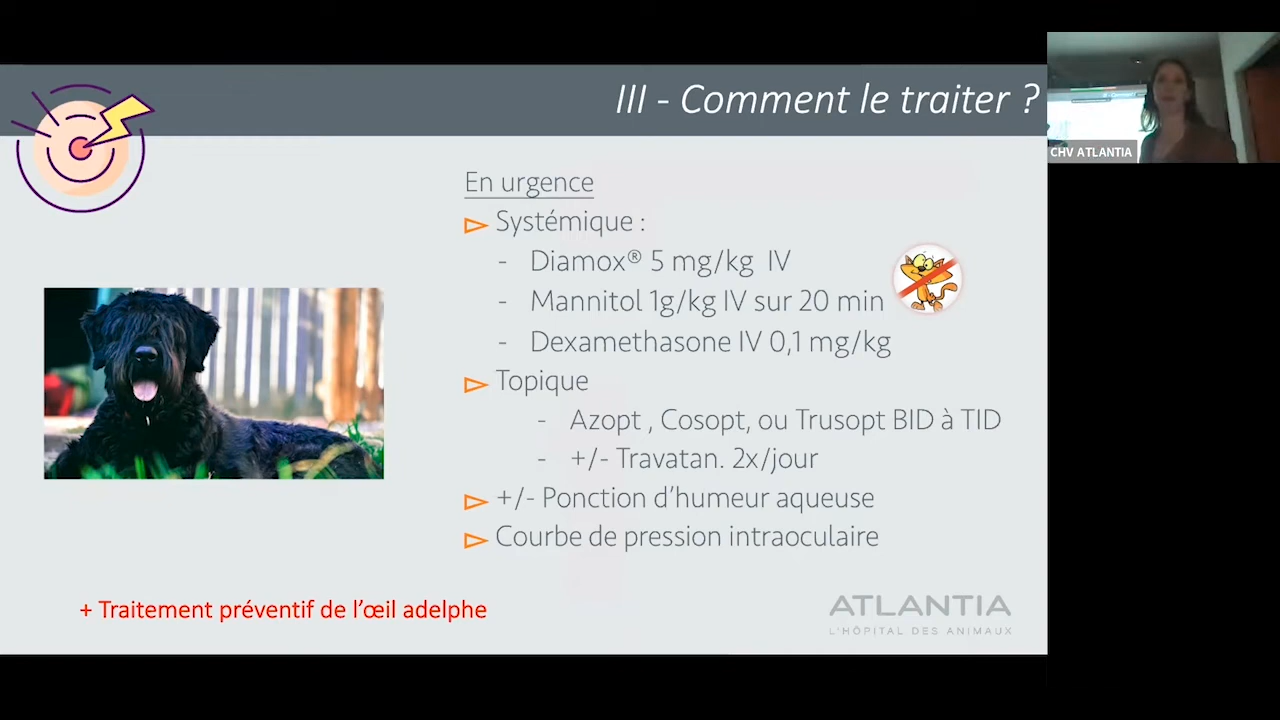 III - Comment le traiter ?
CHV ATLANTIA
En urgence
Systémique :
- Diamox® 5 mg/kg IV
- Mannitol 1g/kg IV sur 20 min
- Dexamethasone IV 0,1 mg/kg
Topique
- Azopt , Cosopt, ou Trusopt BID à TID
- +/- Travatan. 2x/jour
+/- Ponction d’humeur aqueuse
Courbe de pression intraoculaire
+ Traitement préventif de l’œil adelphe
ATLANTIA
L'HÔPITAL DES ANIMAUX